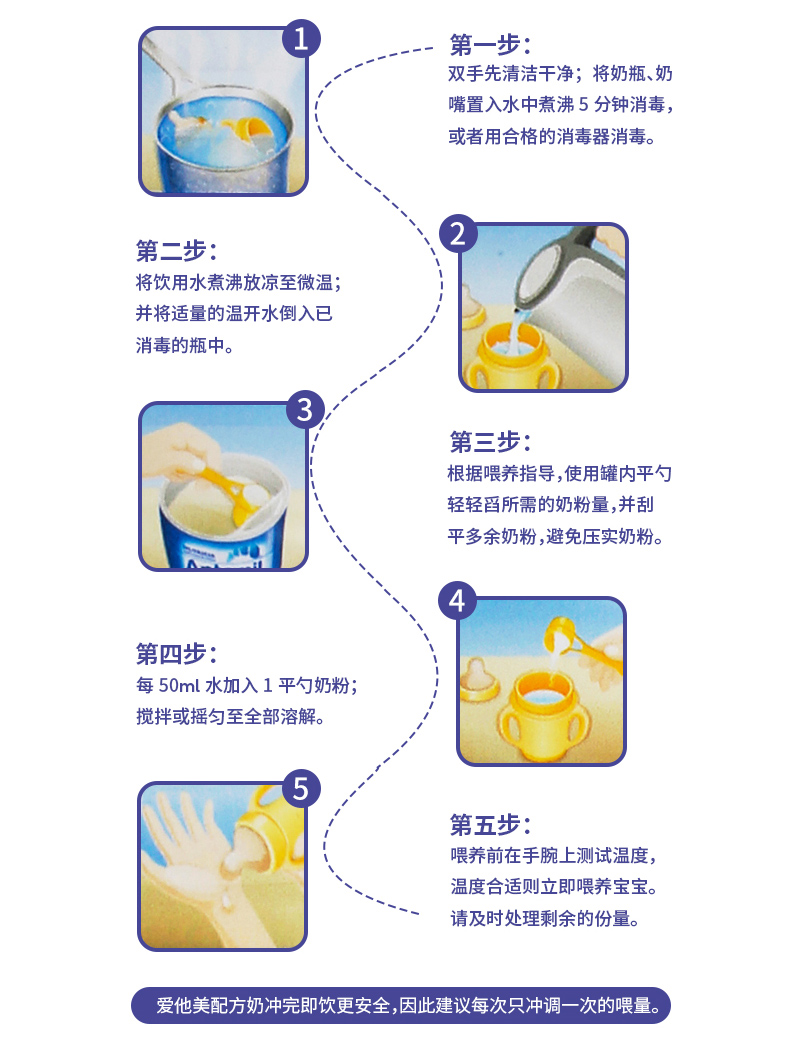 1
第一步：
双手先清洁干净；将奶瓶、奶
嘴置入水中煮沸 5 分钟消毒，
或者用合格的消毒器消毒。
2
第二步：
将饮用水煮沸放凉至微温；
并将适量的温开水倒入已
消毒的瓶中。
3
第三步：
根据喂养指导，使用罐内平勺
轻轻舀所需的奶粉量，并刮
平多余奶粉，避免压实奶粉。
4
第四步：
每 50ml 水加入 1 平勺奶粉；
搅拌或摇匀至全部溶解。
5
第五步：
喂养前在手腕上测试温度，
温度合适则立即喂养宝宝。
请及时处理剩余的份量。
爱他美配方奶冲完即饮更安全，因此建议每次只冲调一次的喂量。